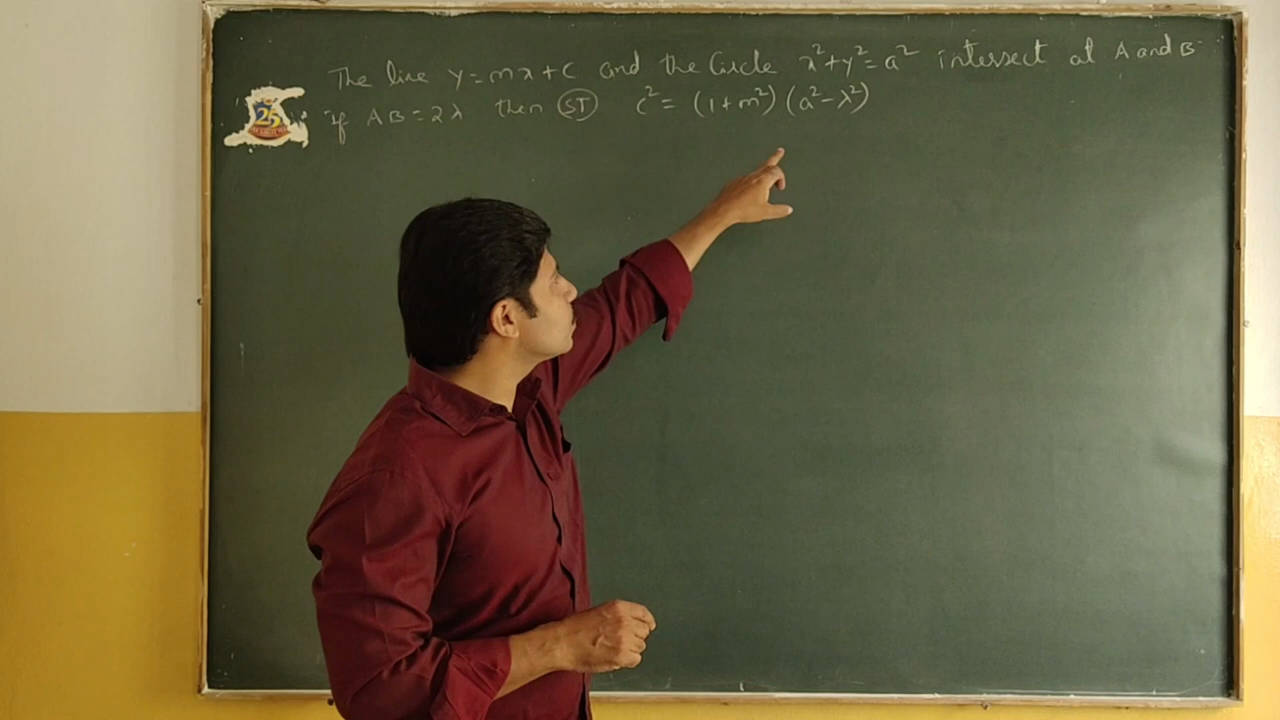 The line y=mx+c and the Circle x²+y²=a² intersect at A and B
If AB=2λ then ST c²= (1+m²)(a²-λ²)
25